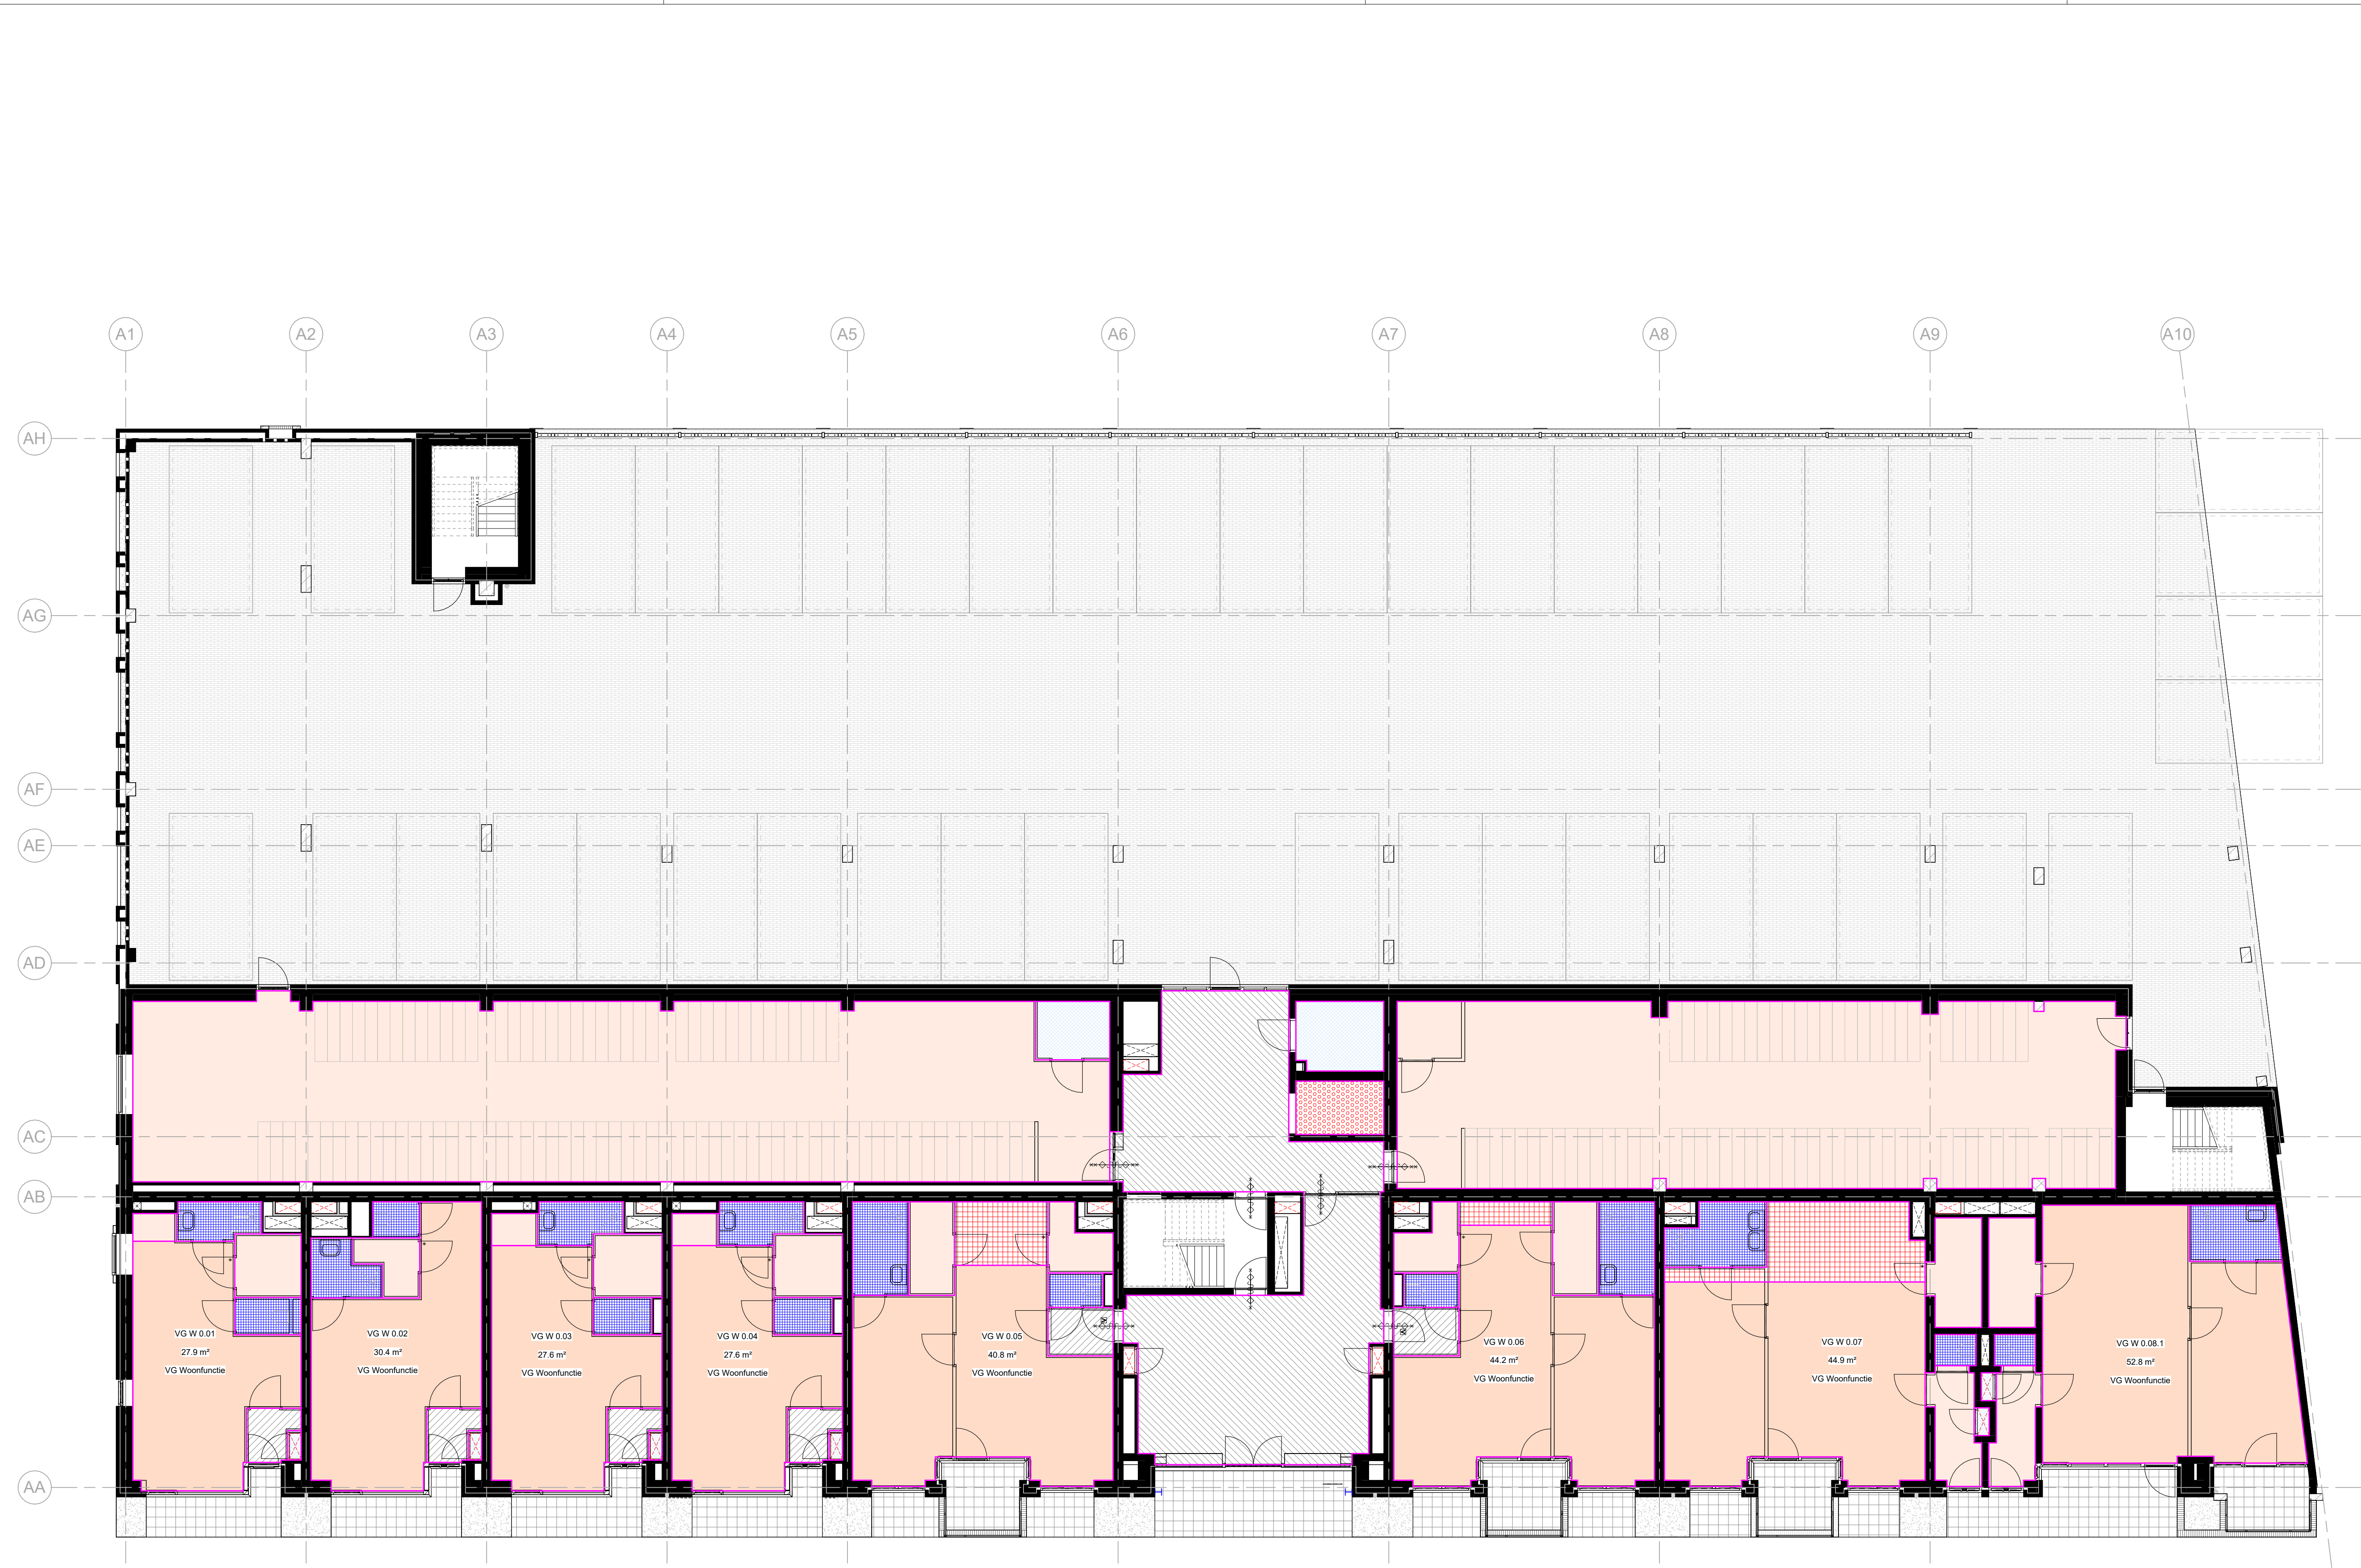 A1
A2
A3
A4
A5
A6
A7
A8
A9
A10
AH
AG
AF
AE
AD
AC
AB
AA
VG W 0.01
27.9 m²
VG Woonfunctie
VG W 0.02
30.4 m²
VG Woonfunctie
VG W 0.03
27.6 m²
VG Woonfunctie
VG W 0.04
27.6 m²
VG Woonfunctie
VG W 0.05
40.8 m²
VG Woonfunctie
VG W 0.06
44.2 m²
VG Woonfunctie
VG W 0.07
44.9 m²
VG Woonfunctie
VG W 0.08.1
52.8 m²
VG Woonfunctie